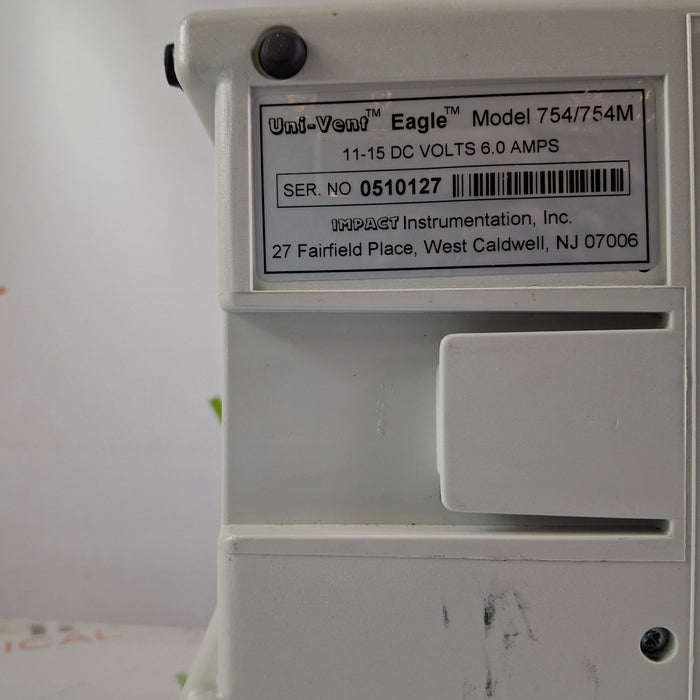 Uni-Vent™ Eagle™ Model 754/754M
11-15 DC VOLTS 6.0 AMPS
SER. NO 0510127
IMPACT Instrumentation, Inc.
27 Fairfield Place, West Caldwell, NJ 07006
ICAL